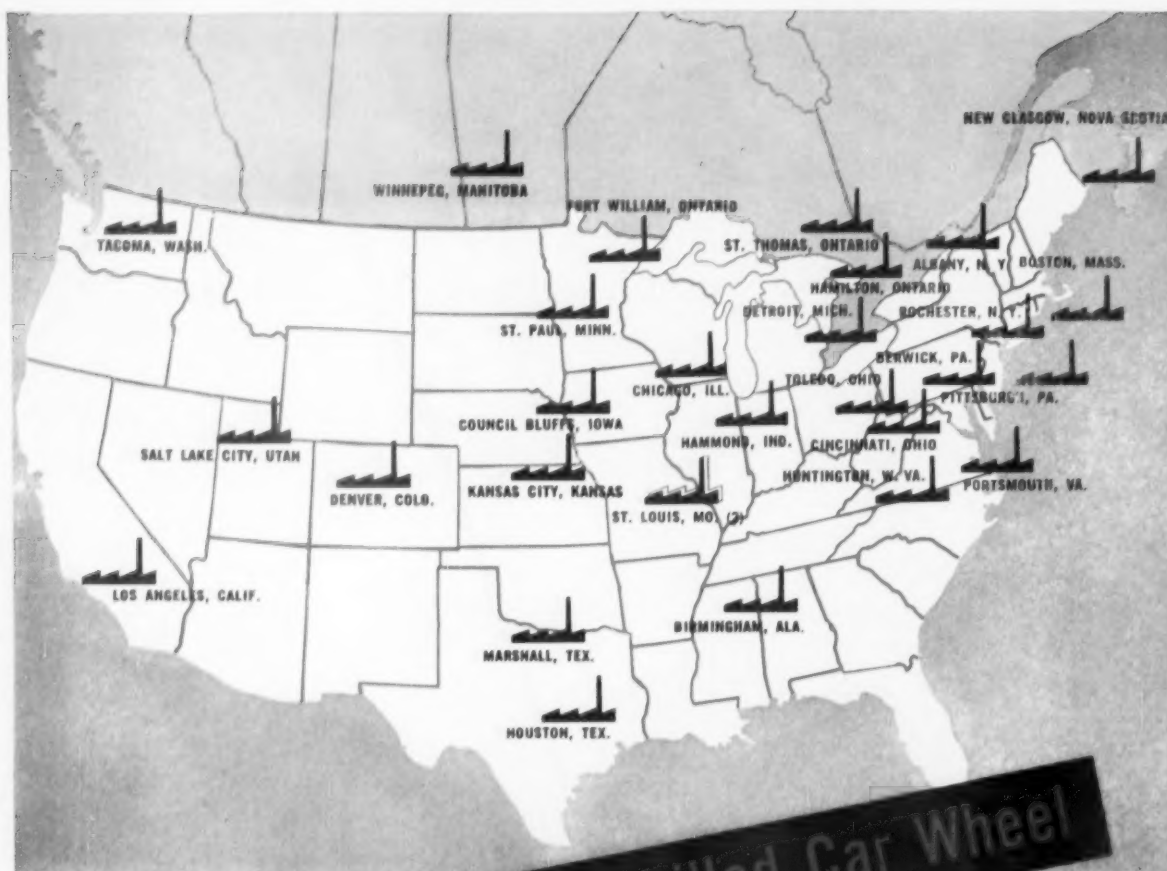 NEW GLASGOW, NOVA SCOTIA
WINNEPEG, MANITOBA
FORT WILLIAM, ONTARIO
TACOMA, WASH.
ST. THOMAS, ONTARIO
ALBANY, N. Y.
BOSTON, MASS.
HAMILTON, ONTARIO
DETROIT, MICH.
ROCHESTER, N. Y.
ST. PAUL, MINN.
BERWICK, PA.
CHICAGO, ILL.
TOLEDO, OHIO
PITTSBURGH, PA.
COUNCIL BLUFFS, IOWA
HAMMOND, IND.
CINCINNATI, OHIO
SALT LAKE CITY, UTAH
DENVER, COLO.
KANSAS CITY, KANSAS
HUNTINGTON, W. VA.
PORTSMOUTH, VA.
ST. LOUIS, MO. (2)
LOS ANGELES, CALIF.
BIRMINGHAM, ALA.
MARSHALL, TEX.
HOUSTON, TEX.
Car Wheel